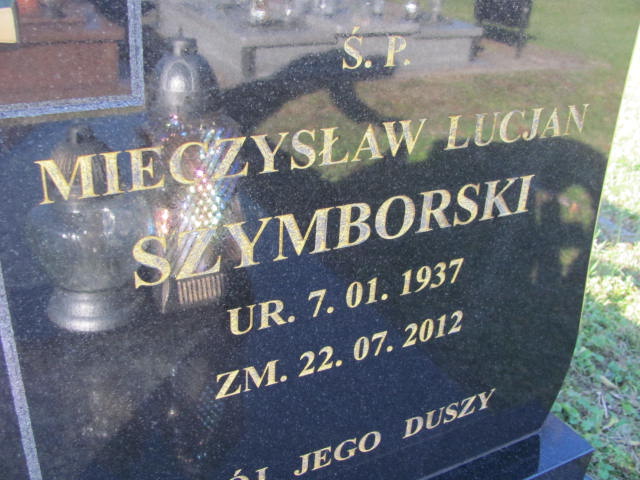 Ś. P.
MIECZYSŁAW LUCJAN
SZYMBORSKI
UR. 7. 01. 1937
ZM. 22. 07. 2012
JEGO DUSZY